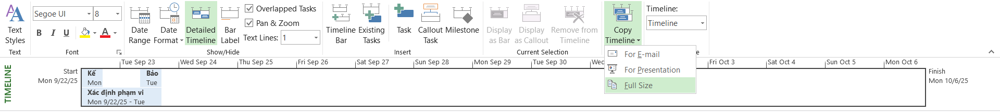 Text Styles
Text
Segoe UI
8
B I U A
Font
Date Range
Date Format
Detailed Timeline
Bar Label
Overlapped Tasks
Pan & Zoom
Text Lines: 1
Show/Hide
Timeline Bar
Existing Tasks
Task
Callout Task
Milestone
Insert
Display as Bar
Display as Callout
Remove from Timeline
Current Selection
Copy Timeline
Timeline:
Timeline
For E-mail
For Presentation
Full Size
TIMELINE
Tue Sep 23
Wed Sep 24
Thu Sep 25
Fri Sep 26
Sat Sep 27
Sun Sep 28
Mon Sep 29
Tue Sep 30
Wed
Fri Oct 3
Sat Oct 4
Sun Oct 5
Mon Oct 6
Start
Mon 9/22/25
Kế
Mon
Bảo
Tue
Xác định phạm vi
Mon 9/22/25 - Tue
Finish
Mon 10/6/25